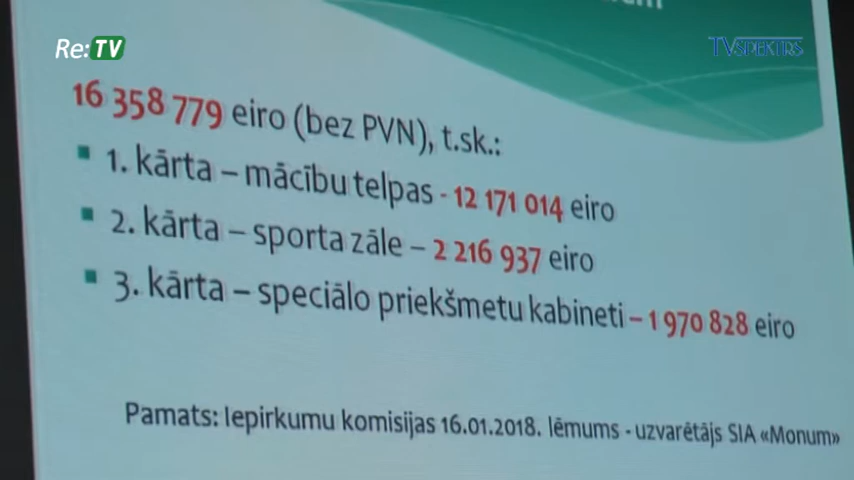 Re:TV
TVSPEKTRS
16 358 779 eiro (bez PVN), t.sk.:
1. kārta – mācību telpas - 12 171 014 eiro
2. kārta – sporta zāle – 2 216 937 eiro
3. kārta – speciālo priekšmetu kabineti – 1 970 828 eiro
Pamats: Iepirkumu komisijas 16.01.2018. lēmums - uzvarētājs SIA «Monum»